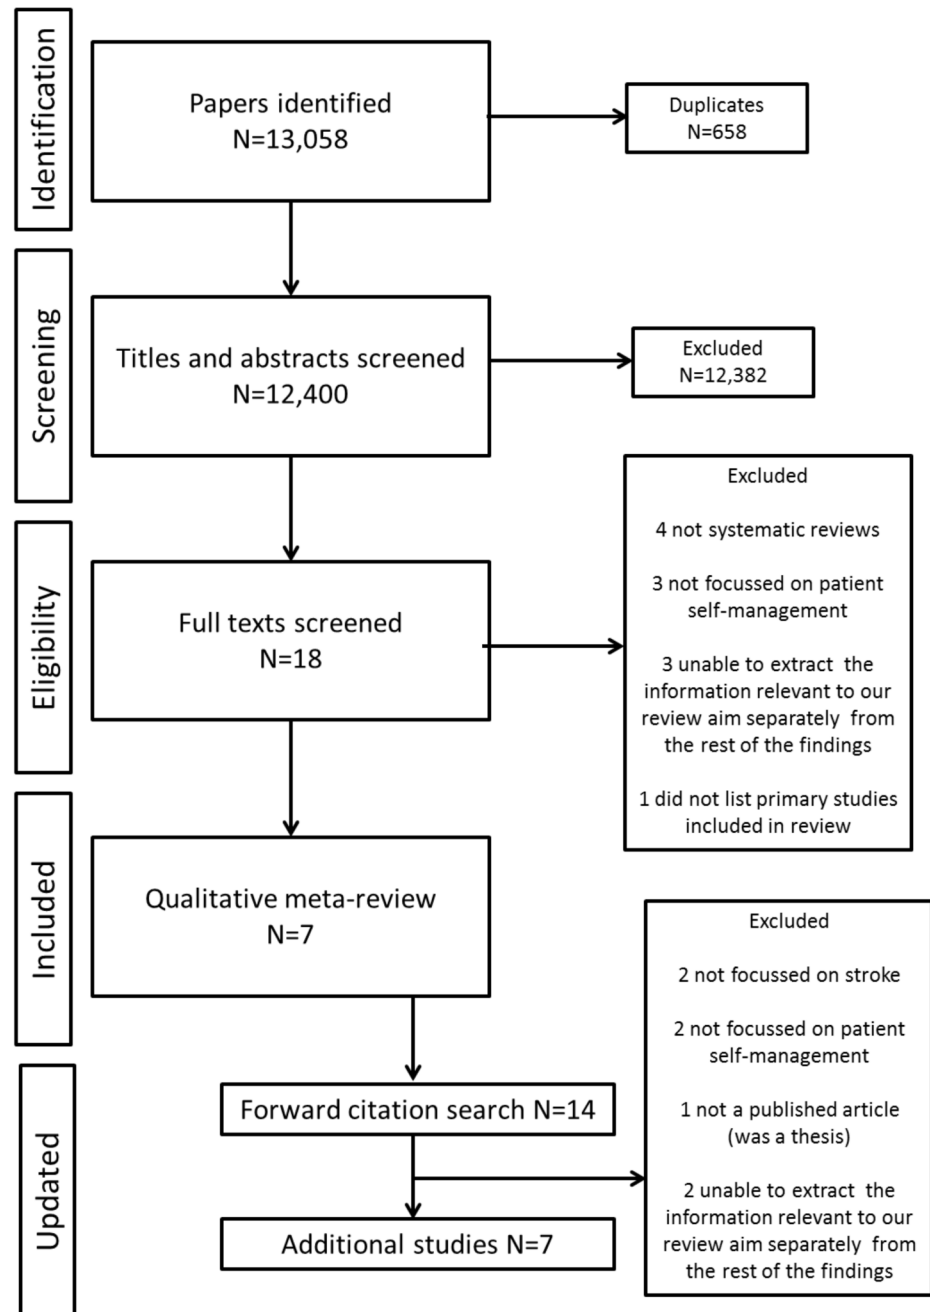 Identification
Papers identified
N=13,058
Duplicates
N=658
Screening
Titles and abstracts screened
N=12,400
Excluded
N=12,382
Eligibility
Full texts screened
N=18
Excluded
4 not systematic reviews
3 not focussed on patient
self-management
3 unable to extract the
information relevant to our
review aim separately from
the rest of the findings
1 did not list primary studies
included in review
Included
Qualitative meta-review
N=7
Updated
Forward citation search N=14
Excluded
2 not focussed on stroke
2 not focussed on patient
self-management
1 not a published article
(was a thesis)
2 unable to extract the
information relevant to our
review aim separately from
the rest of the findings
Additional studies N=7